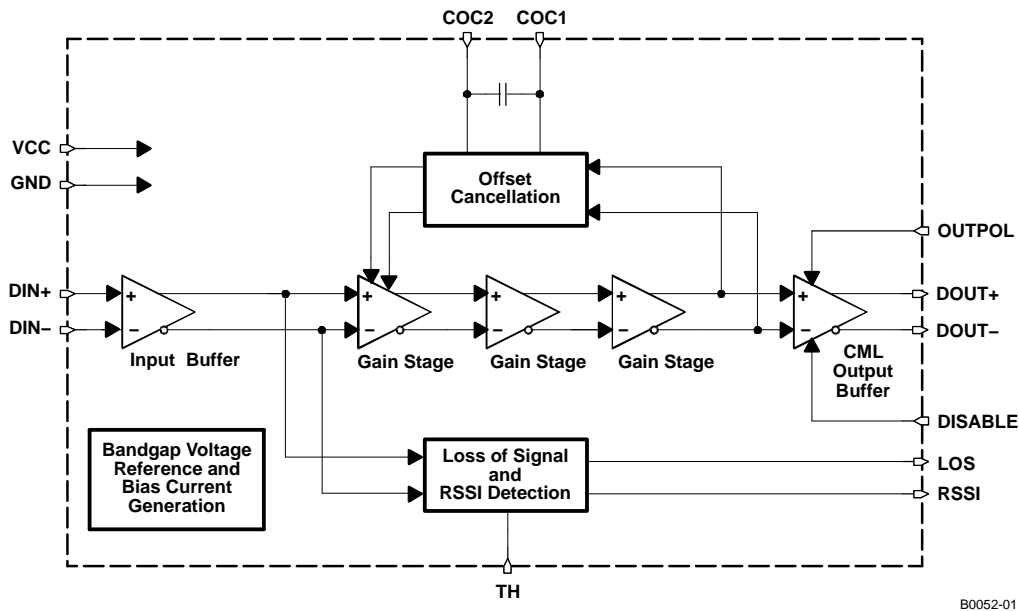 COC2 COC1
VCC
GND
Offset
Cancellation
OUTPOL
DIN+
DIN–
+
–
+
–
+
–
+
–
+
–
DOUT+
DOUT–
Input Buffer
Gain Stage
Gain Stage
Gain Stage
CML
Output
Buffer
DISABLE
Bandgap Voltage
Reference and
Bias Current
Generation
Loss of Signal
and
RSSI Detection
LOS
RSSI
TH
B0052-01